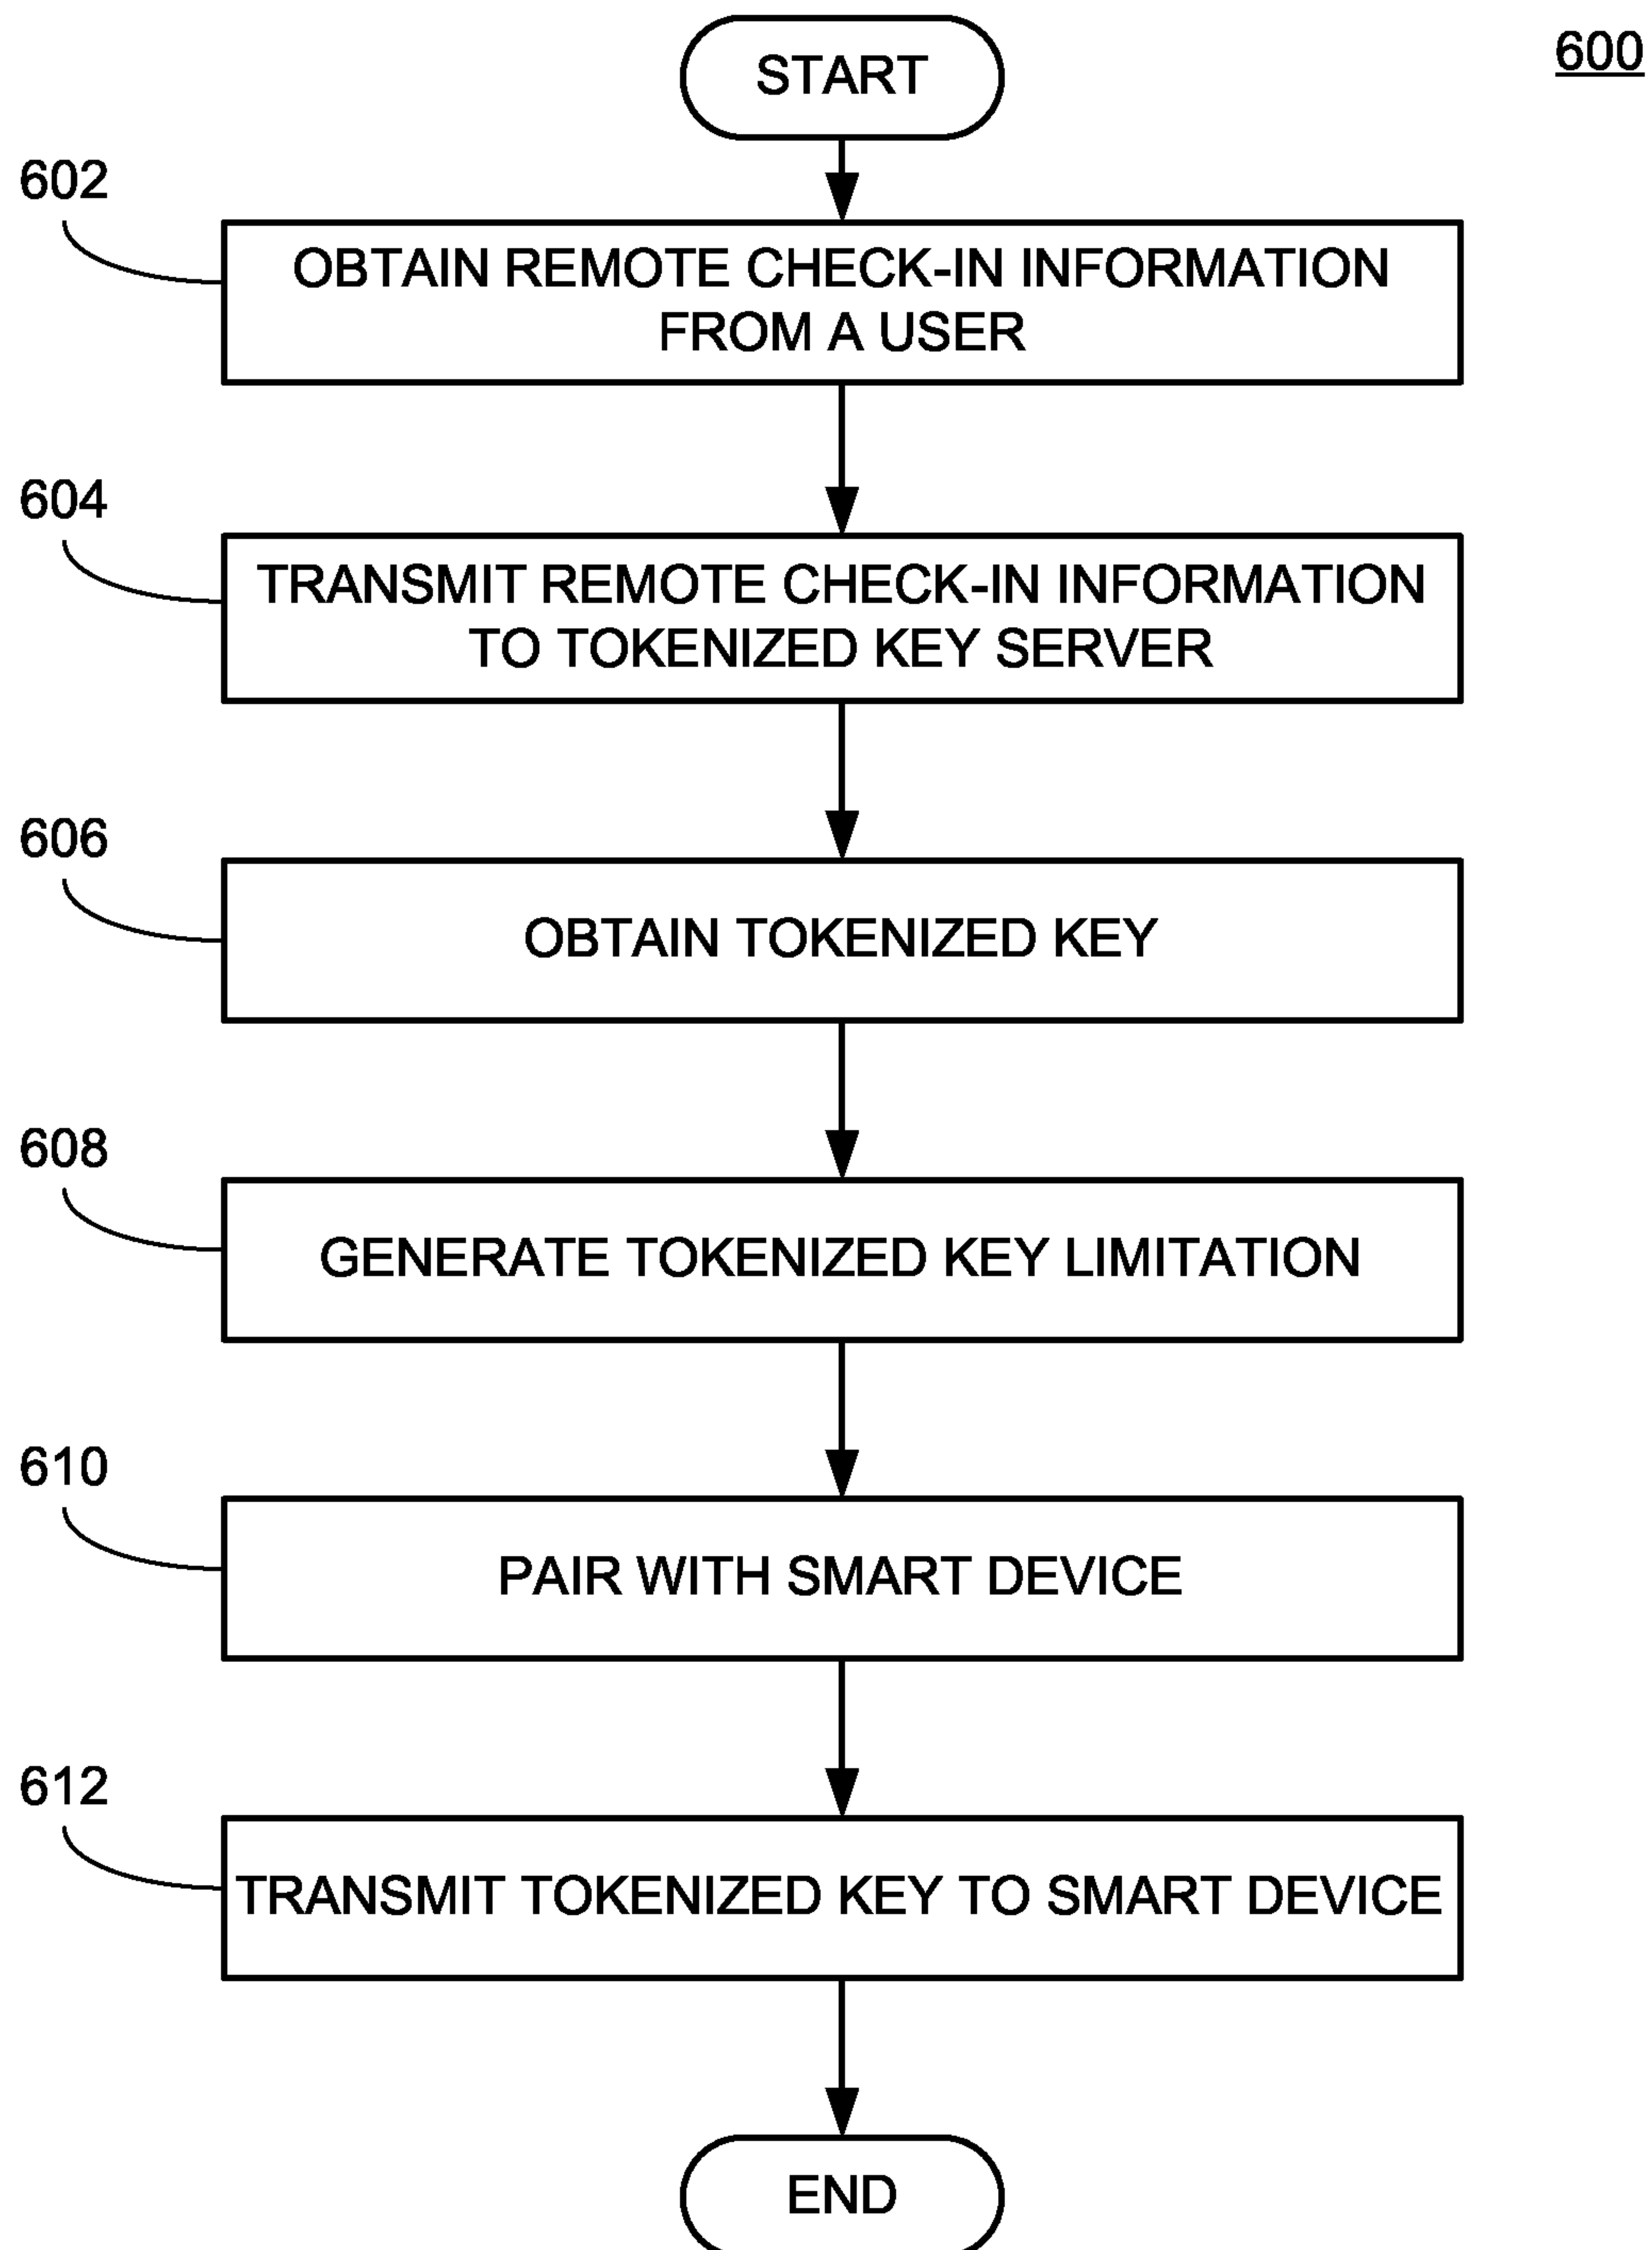 START
600
602
OBTAIN REMOTE CHECK-IN INFORMATION
FROM A USER
604
TRANSMIT REMOTE CHECK-IN INFORMATION
TO TOKENIZED KEY SERVER
606
OBTAIN TOKENIZED KEY
608
GENERATE TOKENIZED KEY LIMITATION
610
PAIR WITH SMART DEVICE
612
TRANSMIT TOKENIZED KEY TO SMART DEVICE
END